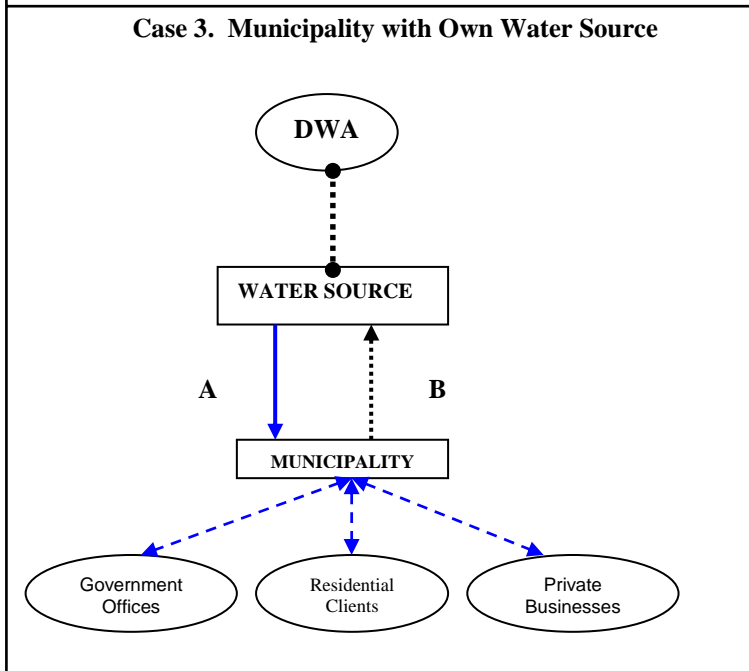 Case 3. Municipality with Own Water Source
DWA
WATER SOURCE
A
B
MUNICIPALITY
Government
Offices
Residential
Clients
Private
Businesses